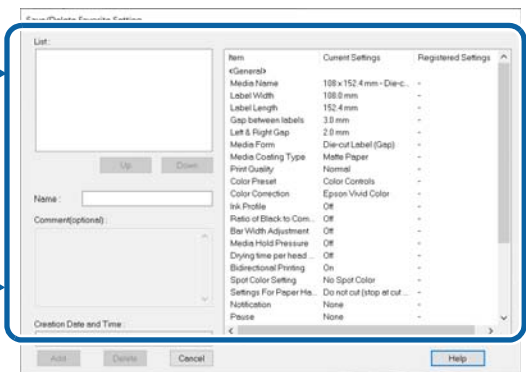 Save/Delete Favorite Setting
List :
Up
Down
Name :
Comment(optional) :
Creation Date and Time :
Item Current Settings Registered Settings
<General>
Media Name 108 x 152.4 mm - Die-c... -
Label Width 108.0 mm -
Label Length 152.4 mm -
Gap between labels 3.0 mm -
Left & Right Gap 2.0 mm -
Media Form Die-cut Label (Gap) -
Media Coating Type Matte Paper -
Print Quality Normal -
Color Preset Color Controls -
Color Correction Epson Vivid Color -
Ink Profile Off -
Ratio of Black to Com... Off -
Bar Width Adjustment Off -
Media Hold Pressure Off -
Drying time per head ... Off -
Bidirectional Printing On -
Spot Color Setting No Spot Color -
Settings For Paper Ha... Do not cut (stop at cut ... -
Notification None -
Pause None -
Add
Delete
Cancel
Help